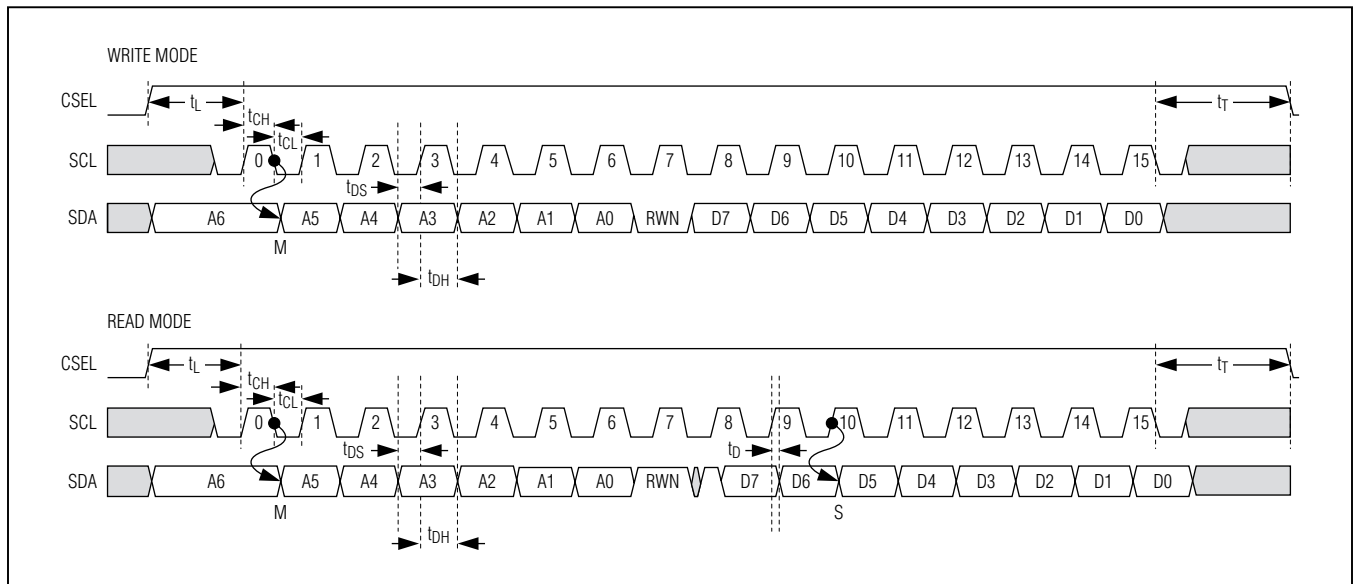 WRITE MODE
CSEL tL tT
tCH
tCL
SCL 0 1 2 3 4 5 6 7 8 9 10 11 12 13 14 15
tDS
SDA A6 A5 A4 A3 A2 A1 A0 RWN D7 D6 D5 D4 D3 D2 D1 D0
M
tDH
READ MODE
CSEL tL tT
tCH
tCL
SCL 0 1 2 3 4 5 6 7 8 9 10 11 12 13 14 15
tDS tD
SDA A6 A5 A4 A3 A2 A1 A0 RWN D7 D6 D5 D4 D3 D2 D1 D0
M S
tDH